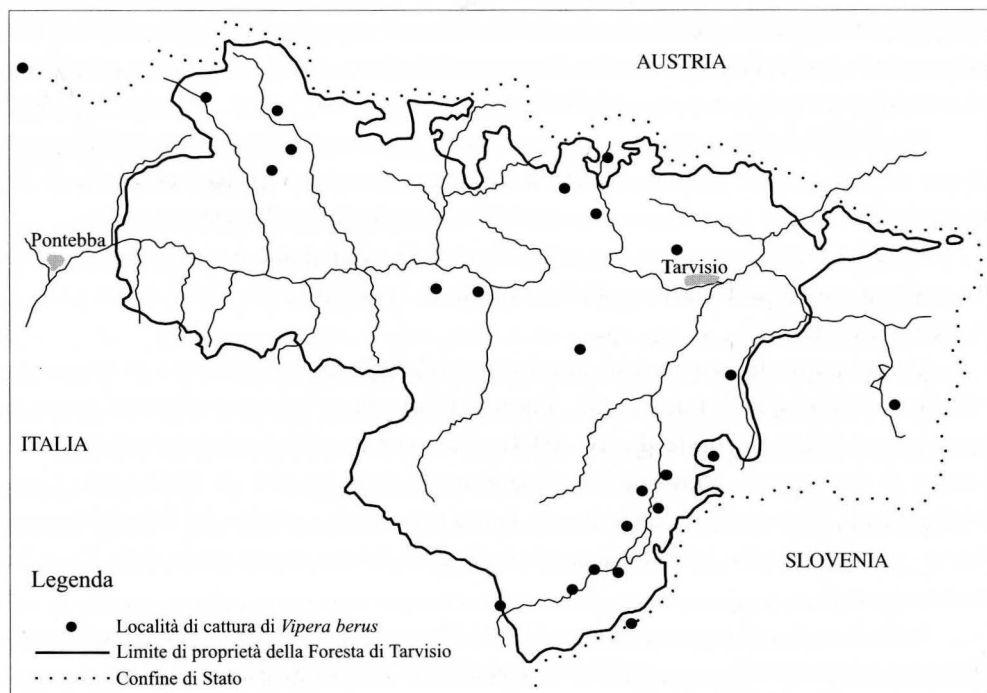 AUSTRIA
Pontebba
Tarvisio
ITALIA
SLOVENIA
Legenda
Località di cattura di Vipera berus
Limite di proprietà della Foresta di Tarvisio
Confine di Stato